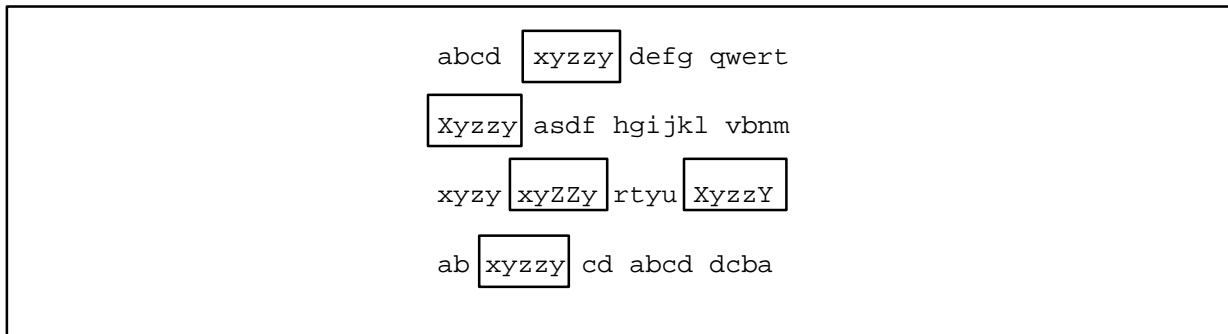 abcd xyzzy defg qwert
Xyzzy asdf hgijkl vbnm
xyzy xyZZy rtyu XyzzY
ab xyzzy cd abcd dcba